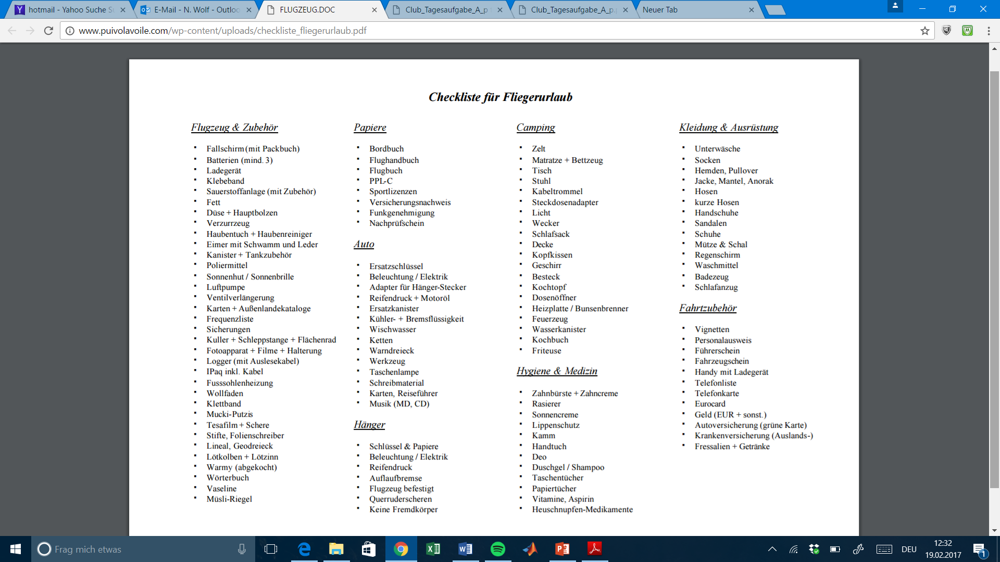 hotmail - Yahoo Suche Su
E-Mail - N. Wolf - Outloo
FLUGZEUG.DOC
Club_Tagesaufgabe_A_p
Club_Tagesaufgabe_A_p.
Neuer Tab
www.puivolavoile.com/wp-content/uploads/checkliste_fliegerurlaub.pdf
Checkliste für Fliegerurlaub
Flugzeug & Zubehör
Fallschirm (mit Packbuch)
Batterien (mind. 3)
Ladegerät
Klebeband
Sauerstoffanlage (mit Zubehör)
Fett
Düse + Hauptbolzen
Verzurrzeug
Haubentuch + Haubenreiniger
Eimer mit Schwamm und Leder
Kanister + Tankzubehör
Poliermittel
Sonnenhut / Sonnenbrille
Luftpumpe
Ventilverlängerung
Karten + Außenlandekataloge
Frequenzliste
Sicherungen
Kuller + Schleppstange + Flächenrad
Fotoapparat + Filme + Halterung
Logger (mit Auslesekabel)
IPaq inkl. Kabel
Fusssohlenheizung
Wollfaden
Klettband
Mucki-Putzis
Tesafilm + Schere
Stifte, Folienschreiber
Lineal, Geodreieck
Lötkolben + Lötzinn
Warmy (abgekocht)
Wörterbuch
Vaseline
Müsli-Riegel
Papiere
Bordbuch
Flughandbuch
Flugbuch
PPL-C
Sportlizenzen
Versicherungsnachweis
Funkgenehmigung
Nachprüfschein
Auto
Ersatzschlüssel
Beleuchtung / Elektrik
Adapter für Hänger-Stecker
Reifendruck + Motoröl
Ersatzkanister
Kühler- + Bremsflüssigkeit
Wischwasser
Ketten
Warndreieck
Werkzeug
Taschenlampe
Schreibmaterial
Karten, Reiseführer
Musik (MD, CD)
Hänger
Schlüssel & Papiere
Beleuchtung / Elektrik
Reifendruck
Auflaufbremse
Flugzeug befestigt
Querruderscheren
Keine Fremdkörper
Camping
Zelt
Matratze + Bettzeug
Tisch
Stuhl
Kabeltrommel
Steckdosenadapter
Licht
Wecker
Schlafsack
Decke
Kopfkissen
Geschirr
Besteck
Kochtopf
Dosenöffner
Heizplatte / Bunsenbrenner
Feuerzeug
Wasserkanister
Kochbuch
Friteuse
Hygiene & Medizin
Zahnbürste + Zahncreme
Rasierer
Sonnencreme
Lippenschutz
Kamm
Handtuch
Deo
Duschgel / Shampoo
Taschentücher
Papiertücher
Vitamine, Aspirin
Heuschnupfen-Medikamente
Kleidung & Ausrüstung
Unterwäsche
Socken
Hemden, Pullover
Jacke, Mantel, Anorak
Hosen
kurze Hosen
Handschuhe
Sandalen
Schuhe
Mütze & Schal
Regenschirm
Waschmittel
Badezeug
Schlafanzug
Fahrtzubehör
Vignetten
Personalausweis
Führerschein
Fahrzeugschein
Handy mit Ladegerät
Telefonliste
Telefonkarte
Eurocard
Geld (EUR + sonst.)
Autoversicherung (grüne Karte)
Krankenversicherung (Auslands-)
Fressalien + Getränke
Frag mich etwas
DEU
12:32
19.02.2017
1